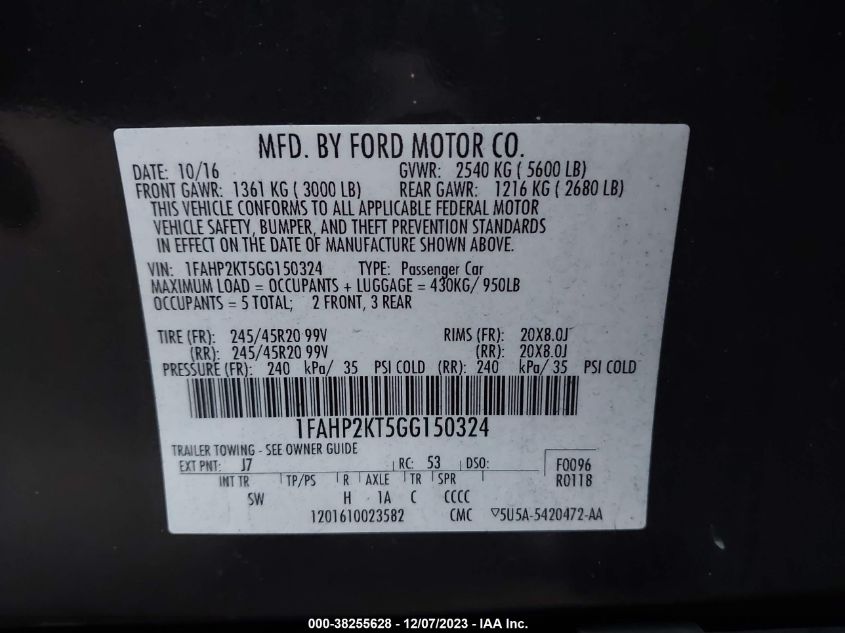 MFD. BY FORD MOTOR CO.
DATE: 10/16 GVWR: 2540 KG ( 5600 LB)
FRONT GAWR: 1361 KG ( 3000 LB) REAR GAWR: 1216 KG ( 2680 LB)
THIS VEHICLE CONFORMS TO ALL APPLICABLE FEDERAL MOTOR
VEHICLE SAFETY, BUMPER, AND THEFT PREVENTION STANDARDS
IN EFFECT ON THE DATE OF MANUFACTURE SHOWN ABOVE.
VIN: 1FAHP2KT5GG150324 TYPE: Passenger Car
MAXIMUM LOAD = OCCUPANTS + LUGGAGE = 430KG/ 950LB
OCCUPANTS = 5 TOTAL; 2 FRONT, 3 REAR
TIRE (FR): 245/45R20 99V RIMS (FR): 20X8.0J
(RR): 245/45R20 99V (RR): 20X8.0J
PRESSURE (FR): 240 kPa/ 35 PSI COLD (RR): 240 kPa/ 35 PSI COLD
1FAHP2KT5GG150324
TRAILER TOWING - SEE OWNER GUIDE
EXT PNT: J7 RC: 53 DSO: F0096
INT TR TP/PS R AXLE TR SPR R0118
SW H 1A C CCCC
1201610023582 CMC ▽5U5A-5420472-AA
000-38255628 - 12/07/2023 - IAA Inc.